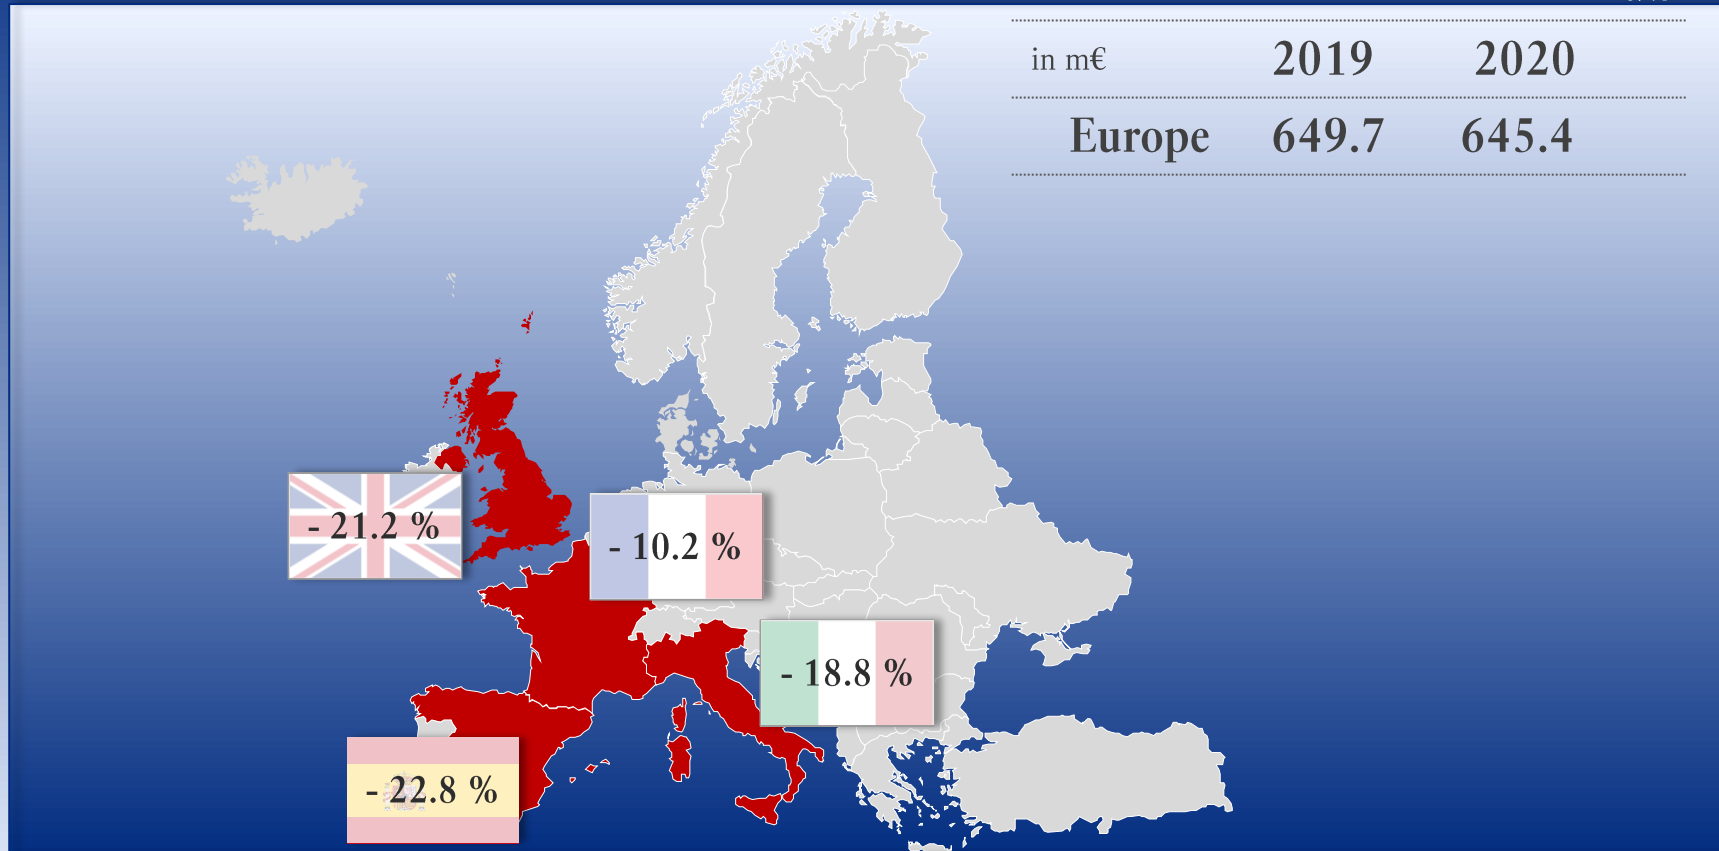 in m€ 2019 2020
Europe 649.7 645.4
- 21.2 %
- 10.2 %
- 18.8 %
- 22.8 %